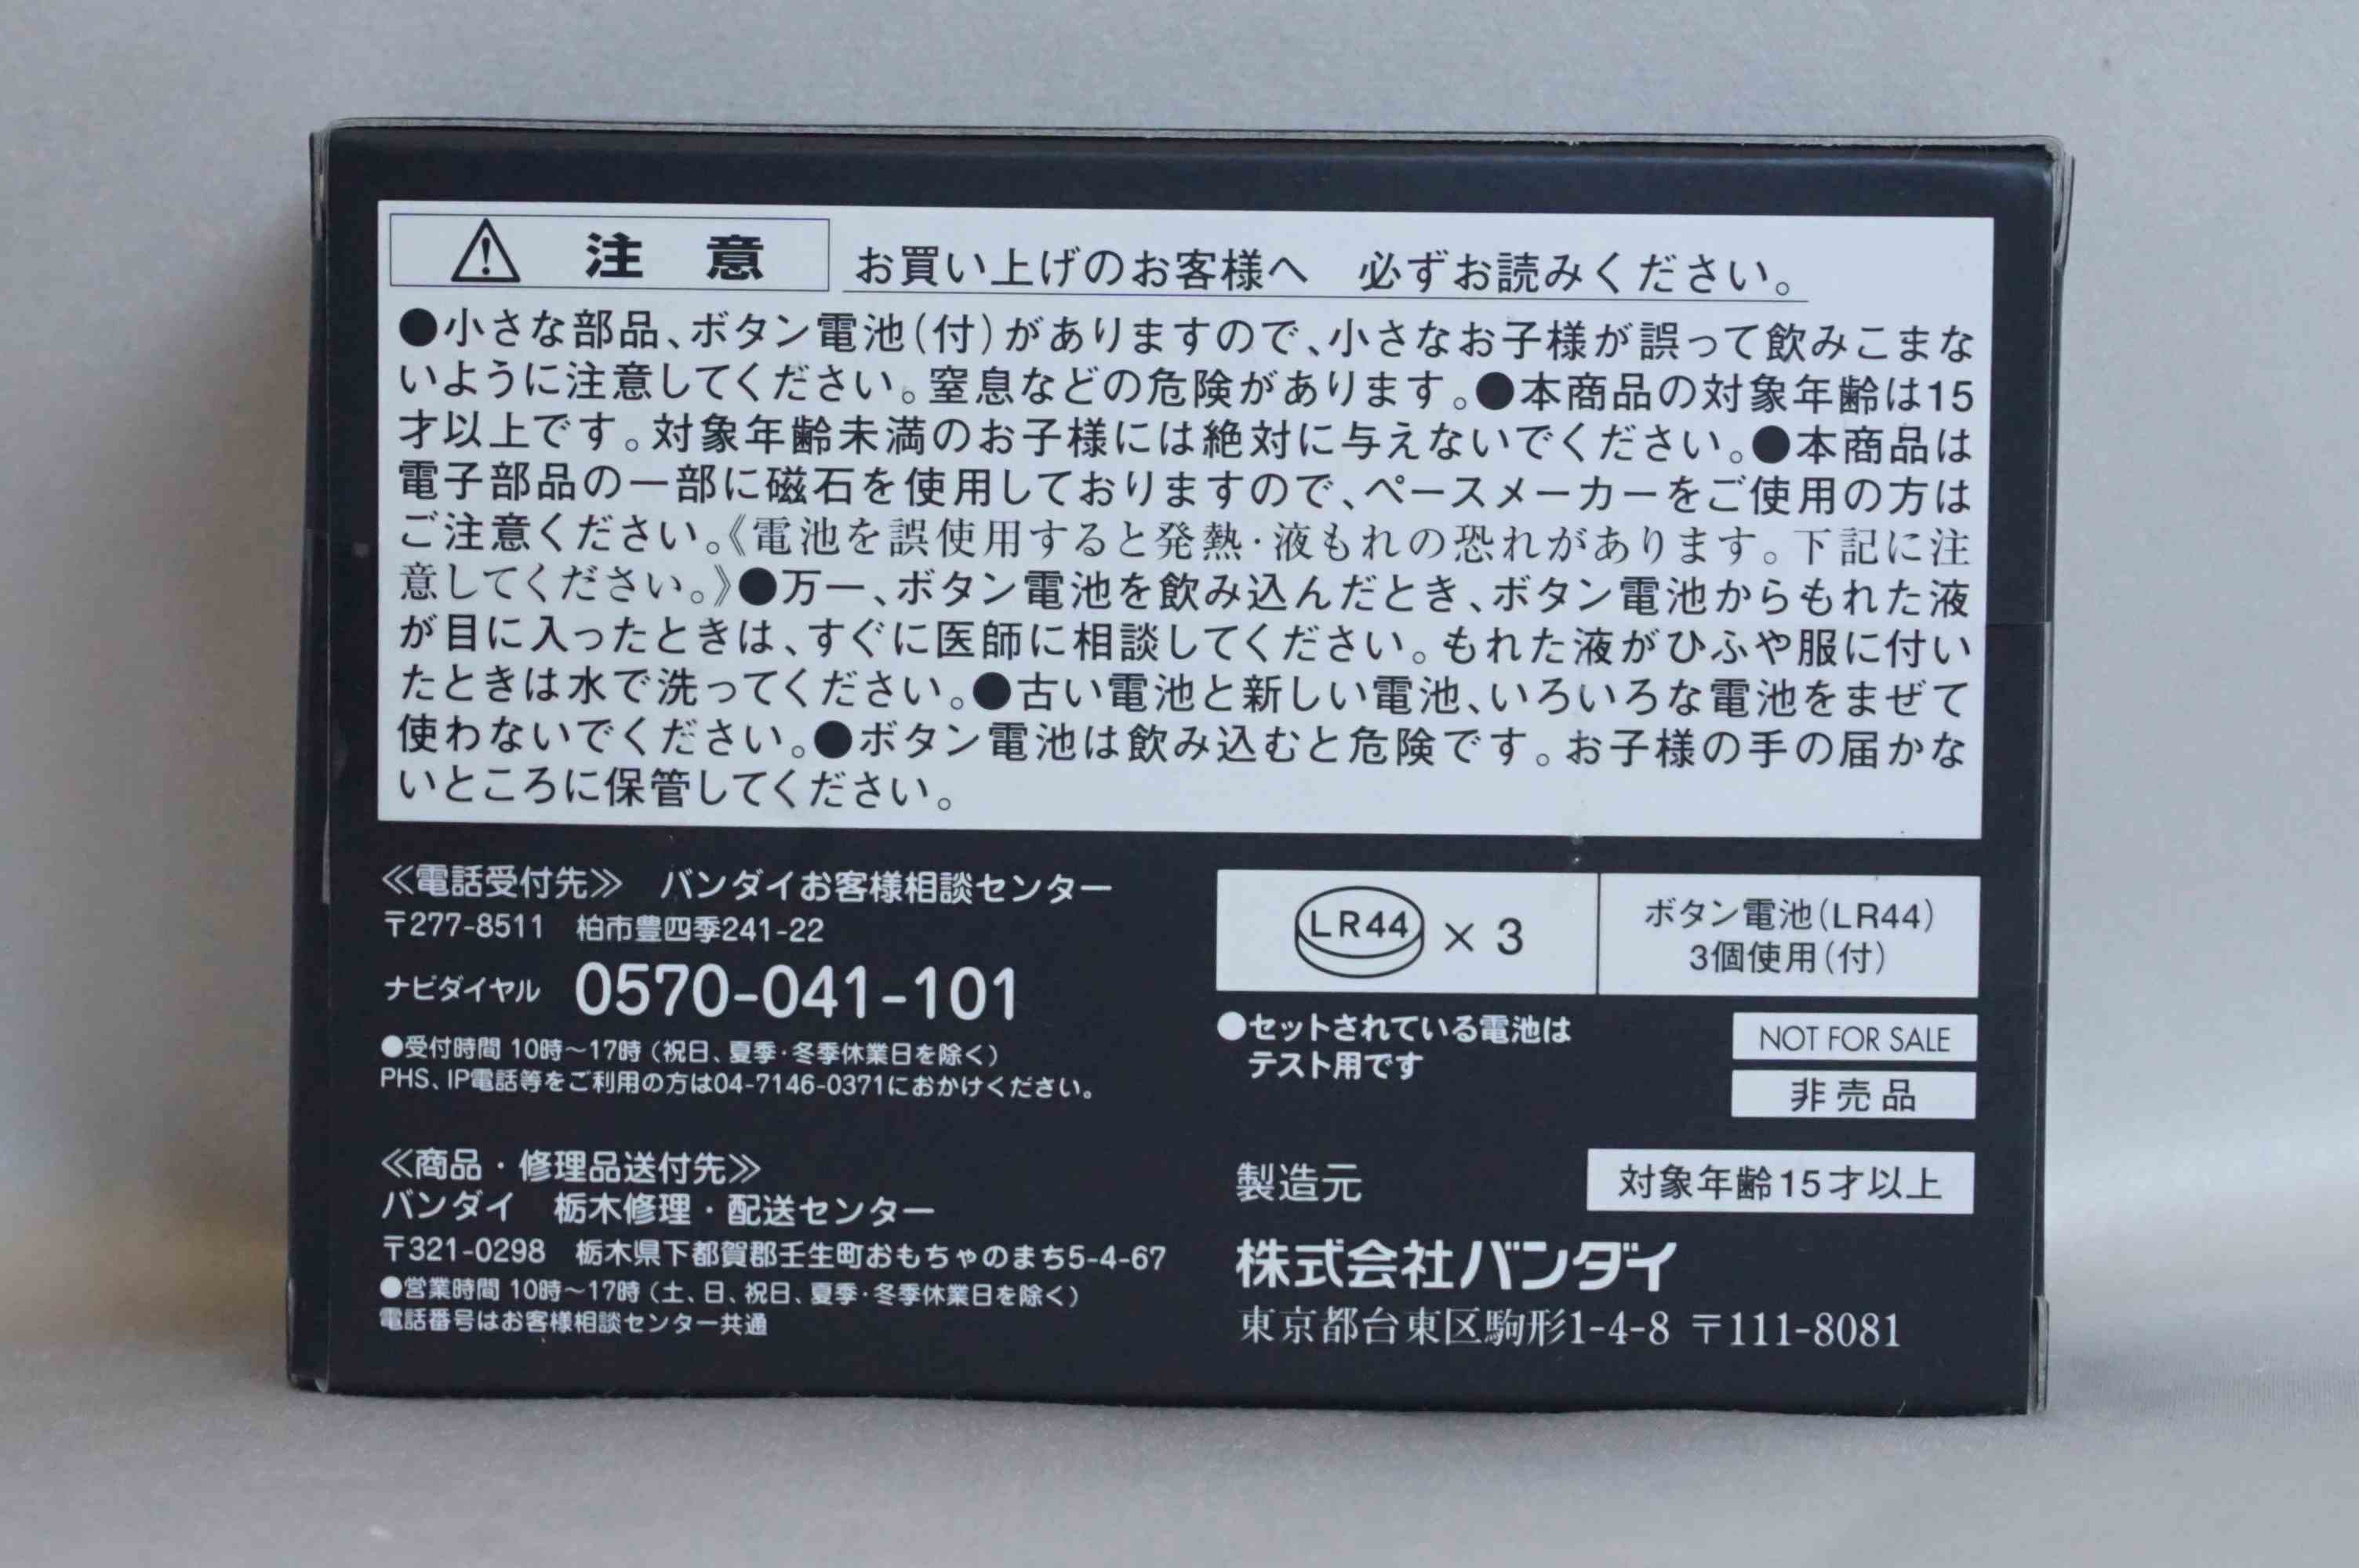 注 意 お買い上げのお客様へ 必ずお読みください。
●小さな部品、ボタン電池(付)がありますので、小さなお子様が誤って飲みこまな
いように注意してください。窒息などの危険があります。●本商品の対象年齢は15
才以上です。対象年齢未満のお子様には絶対に与えないでください。●本商品は
電子部品の一部に磁石を使用しておりますので、ペースメーカーをご使用の方は
ご注意ください。《電池を誤使用すると発熱・液もれの恐れがあります。下記に注
意してください。》●万一、ボタン電池を飲み込んだとき、ボタン電池からもれた液
が目に入ったときは、すぐに医師に相談してください。もれた液がひふや服に付い
たときは水で洗ってください。●古い電池と新しい電池、いろいろな電池をまぜて
使わないでください。●ボタン電池は飲み込むと危険です。お子様の手の届かな
いところに保管してください。
≪電話受付先≫ バンダイお客様相談センター
〒277-8511 柏市豊四季241-22
ナビダイヤル 0570-041-101
●受付時間 10時〜17時(祝日、夏季・冬季休業日を除く)
PHS、IP電話等をご利用の方は04-7146-0371におかけください。
≪商品・修理品送付先≫
バンダイ 栃木修理・配送センター
〒321-0298 栃木県下都賀郡壬生町おもちゃのまち5-4-67
●営業時間 10時〜17時(土、日、祝日、夏季・冬季休業日を除く)
電話番号はお客様相談センター共通
LR44 × 3
ボタン電池(LR44)
3個使用(付)
●セットされている電池は
テスト用です
NOT FOR SALE
非売品
製造元
対象年齢15才以上
株式会社バンダイ
東京都台東区駒形1-4-8 〒111-8081